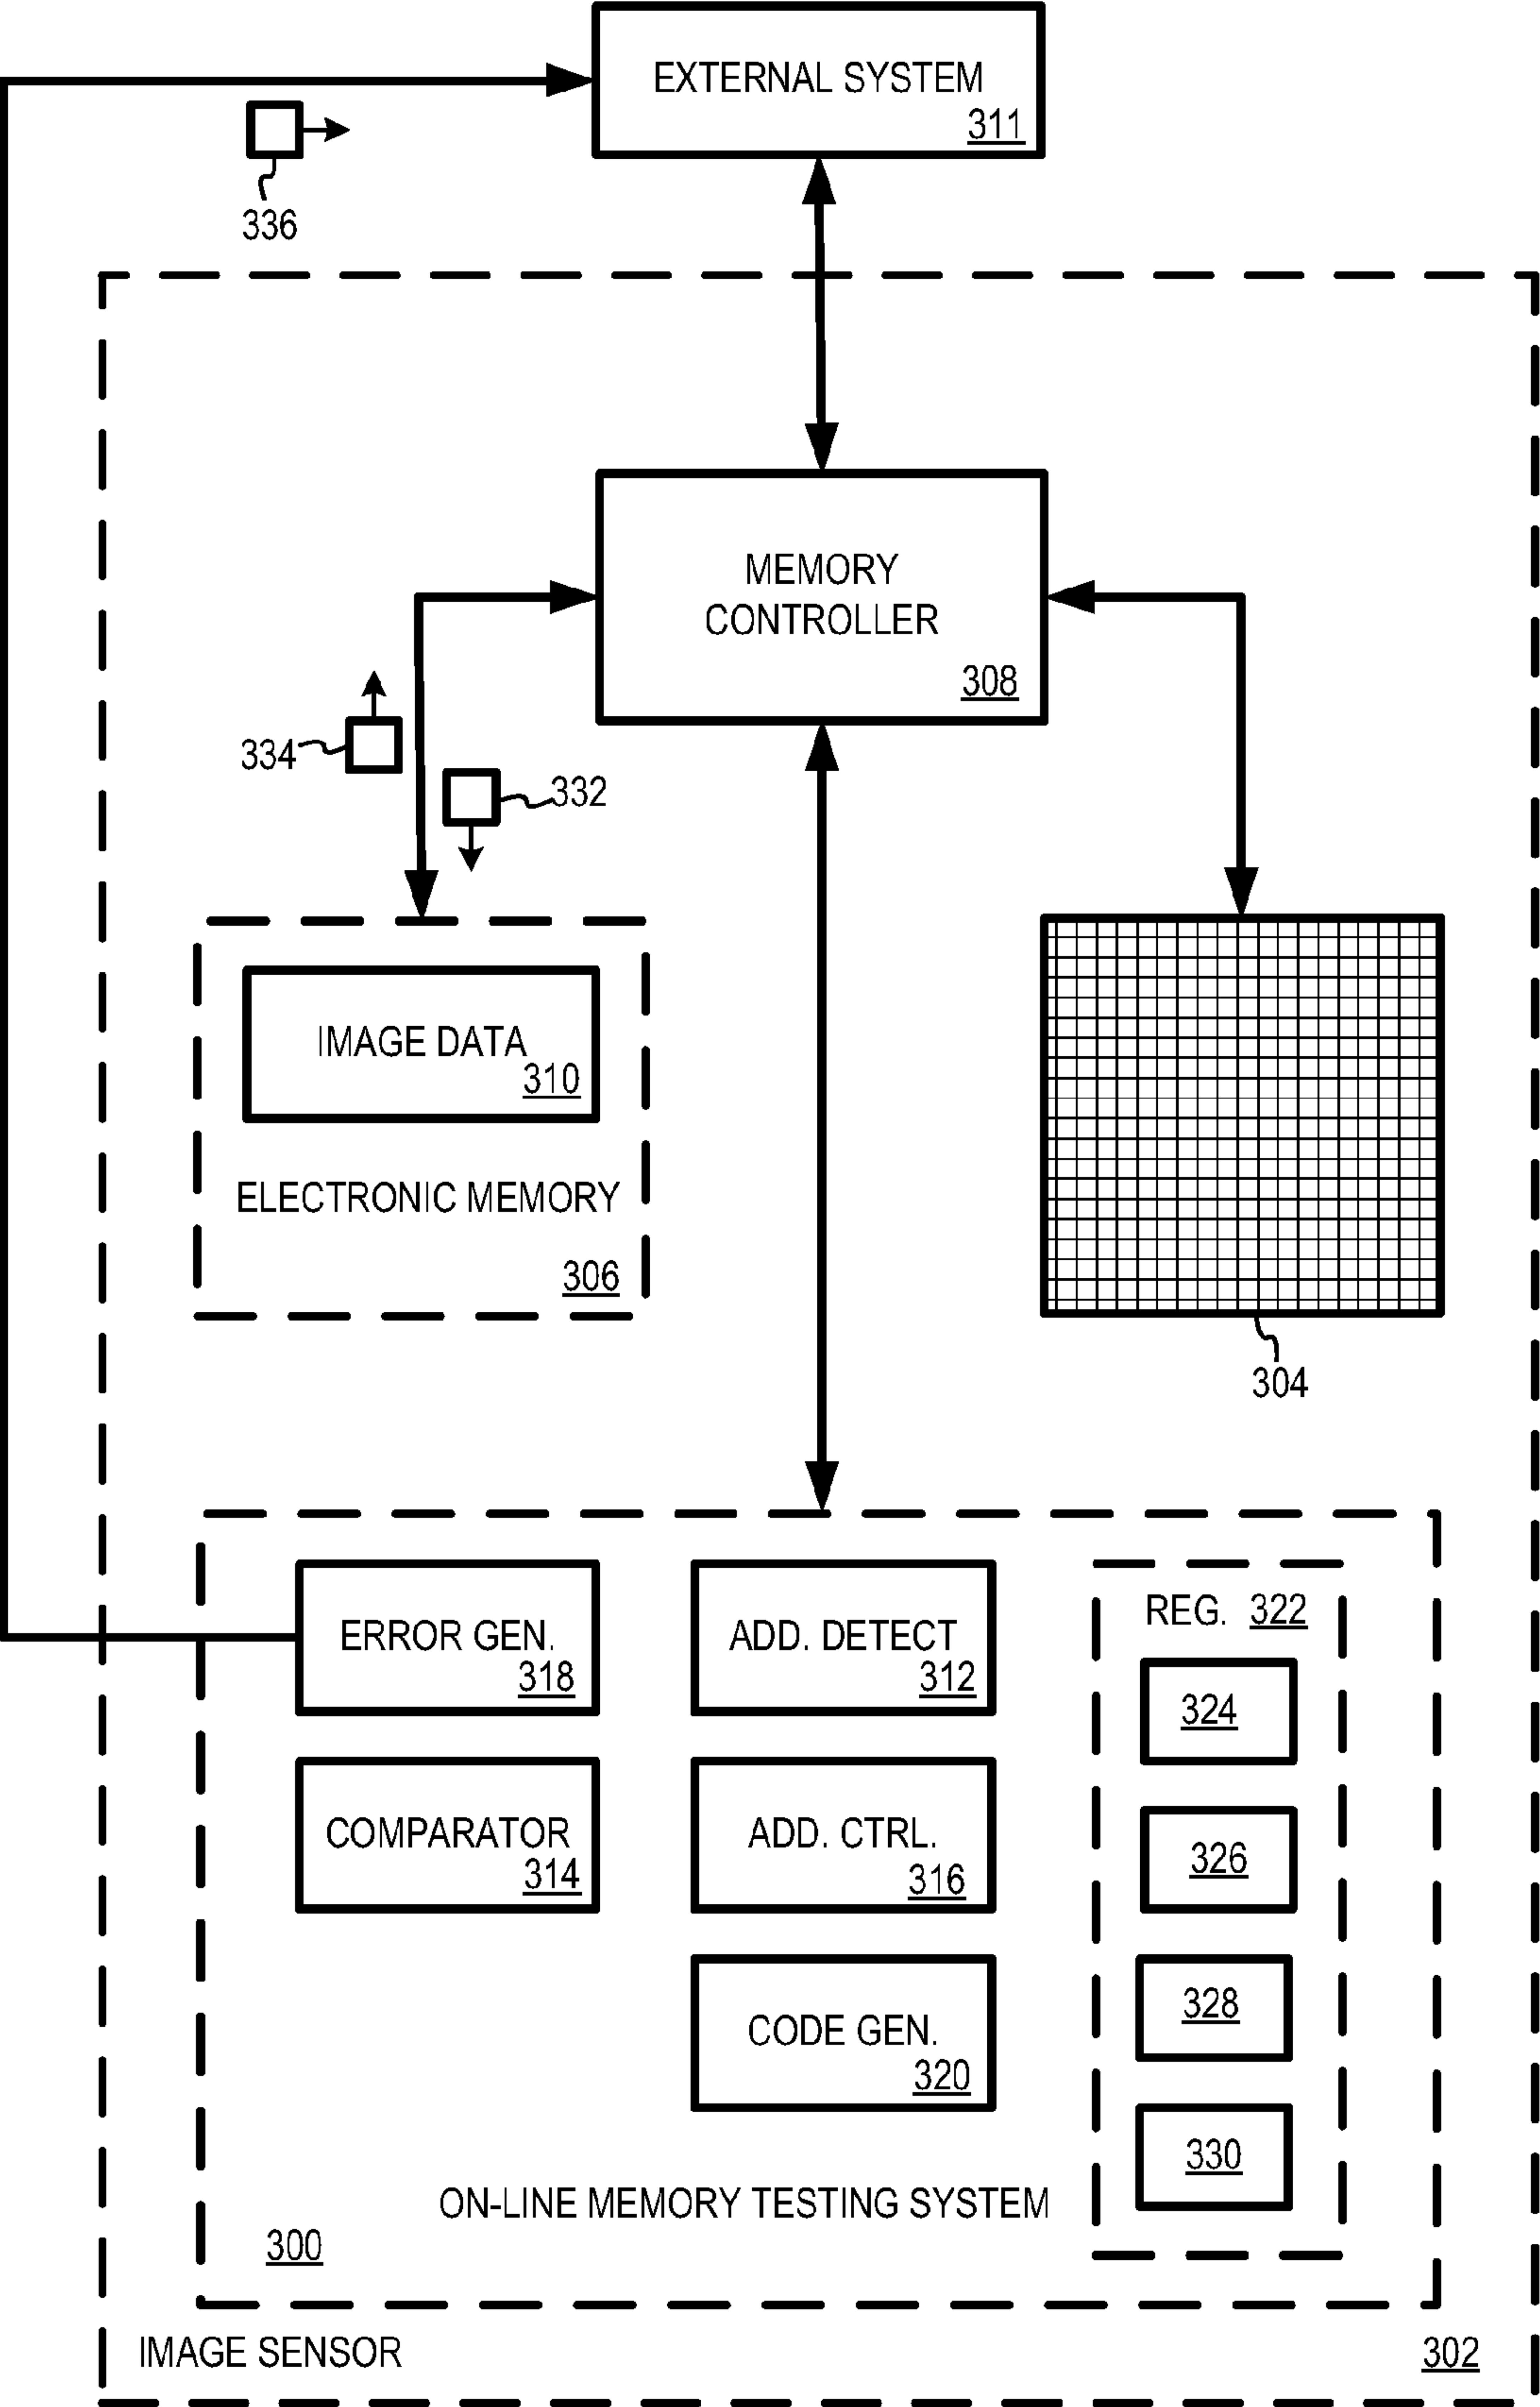 EXTERNAL SYSTEM
311
336
MEMORY
CONTROLLER
308
334
332
IMAGE DATA
310
ELECTRONIC MEMORY
306
304
ERROR GEN.
318
ADD. DETECT
312
REG. 322
324
COMPARATOR
314
ADD. CTRL.
316
326
CODE GEN.
320
328
330
ON-LINE MEMORY TESTING SYSTEM
300
IMAGE SENSOR
302